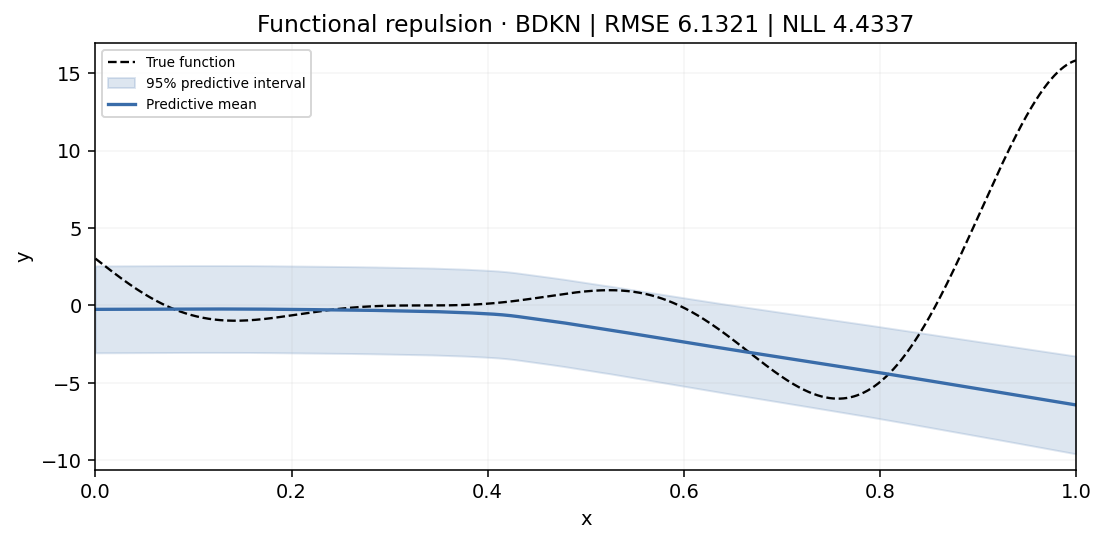 Functional repulsion · BDKN | RMSE 6.1321 | NLL 4.4337
True function
95% predictive interval
Predictive mean
y
15
10
5
0
−5
−10
0.0 0.2 0.4 0.6 0.8 1.0
x